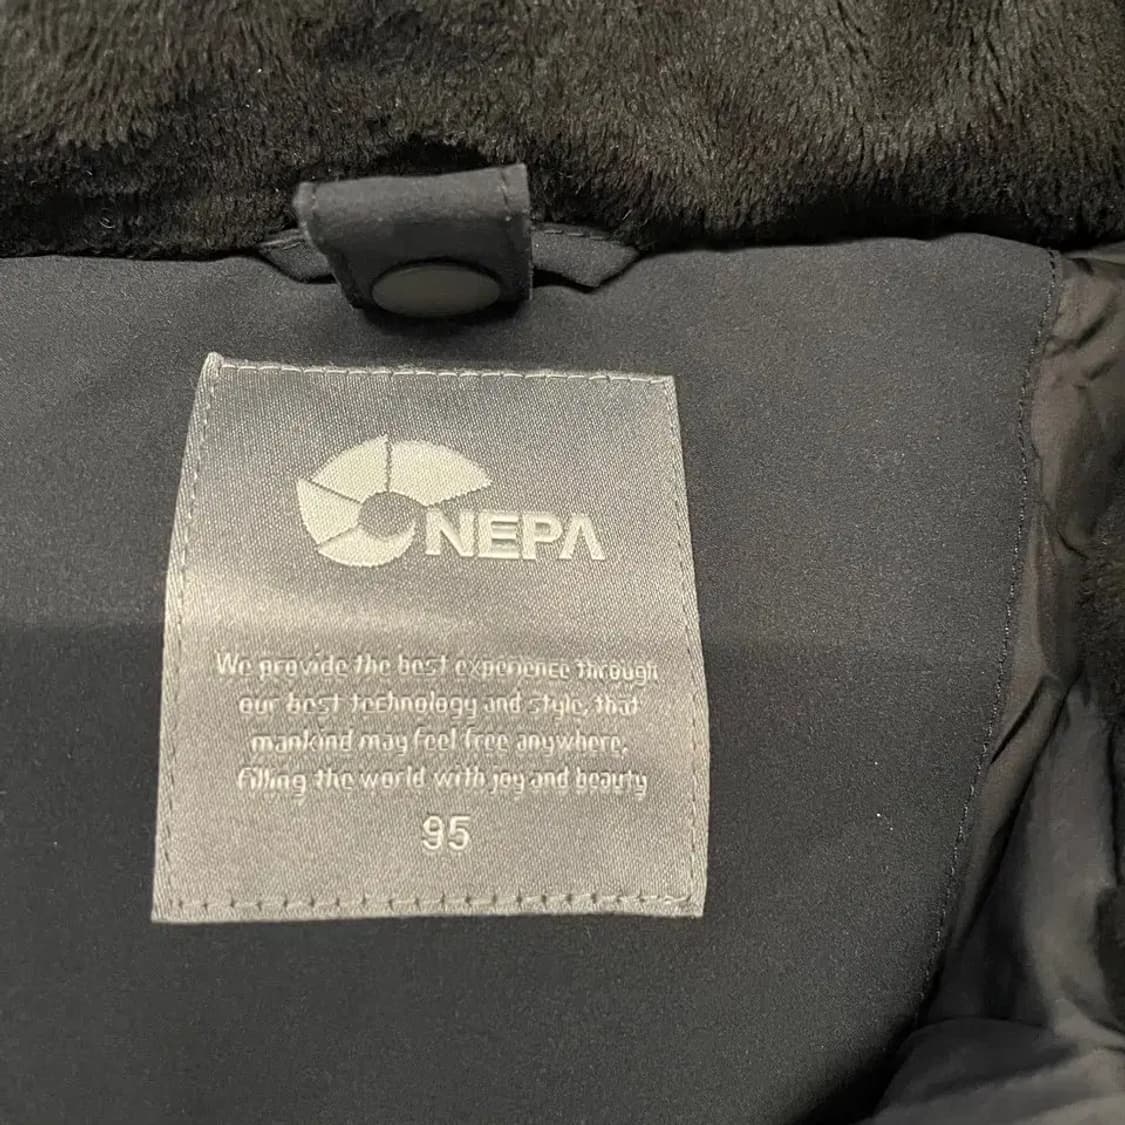 NEPA
We provide the best experience through
our best technology and style, that
mankind may feel free anywhere,
filling the world with joy and beauty
95